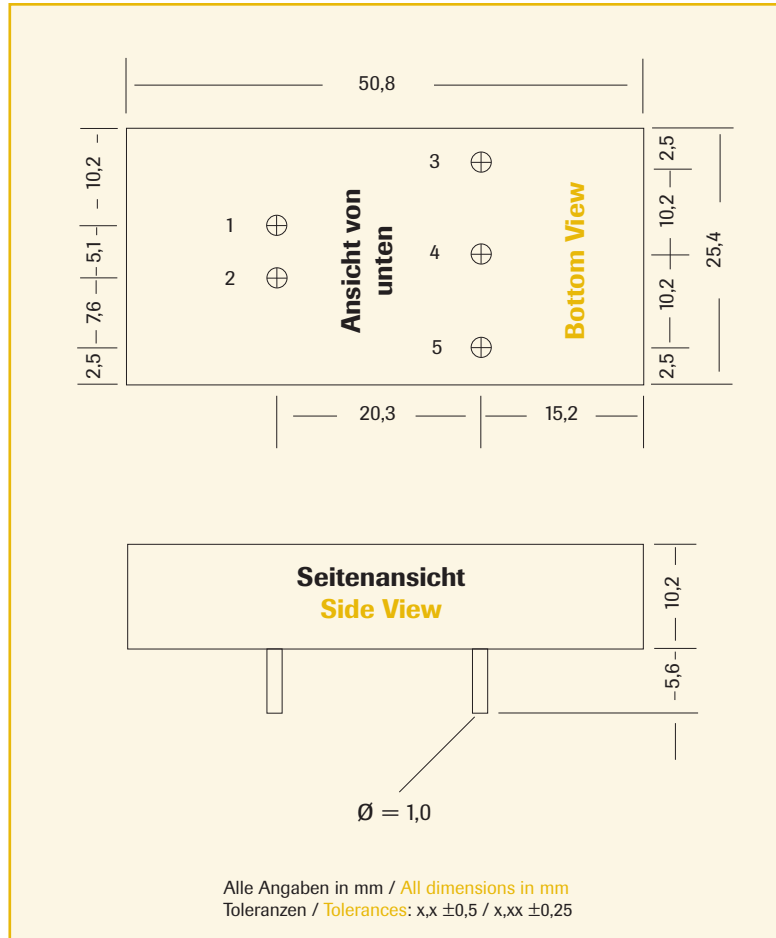 50,8
10,2
5,1
7,6
2,5
1
2
3
4
5
Ansicht von
unten
Bottom View
2,5
10,2
10,2
2,5
25,4
20,3
15,2
Seitenansicht
Side View
10,2
5,6
Ø = 1,0
Alle Angaben in mm / All dimensions in mm
Toleranzen / Tolerances: x,x ±0,5 / x,xx ±0,25